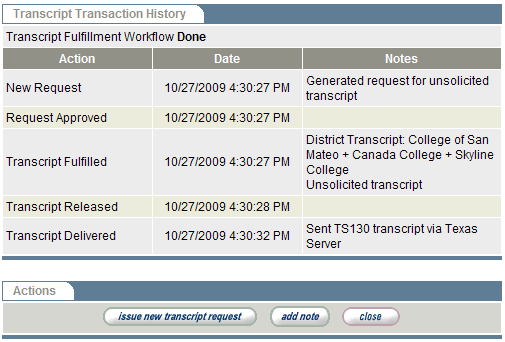 Transcript Transaction History
Transcript Fulfillment Workflow Done
Action Date Notes
New Request 10/27/2009 4:30:27 PM Generated request for unsolicited
transcript
Request Approved 10/27/2009 4:30:27 PM
Transcript Fulfilled 10/27/2009 4:30:27 PM District Transcript: College of San
Mateo + Canada College + Skyline
College
Unsolicited transcript
Transcript Released 10/27/2009 4:30:28 PM
Transcript Delivered 10/27/2009 4:30:32 PM Sent TS130 transcript via Texas
Server
Actions
issue new transcript request add note close